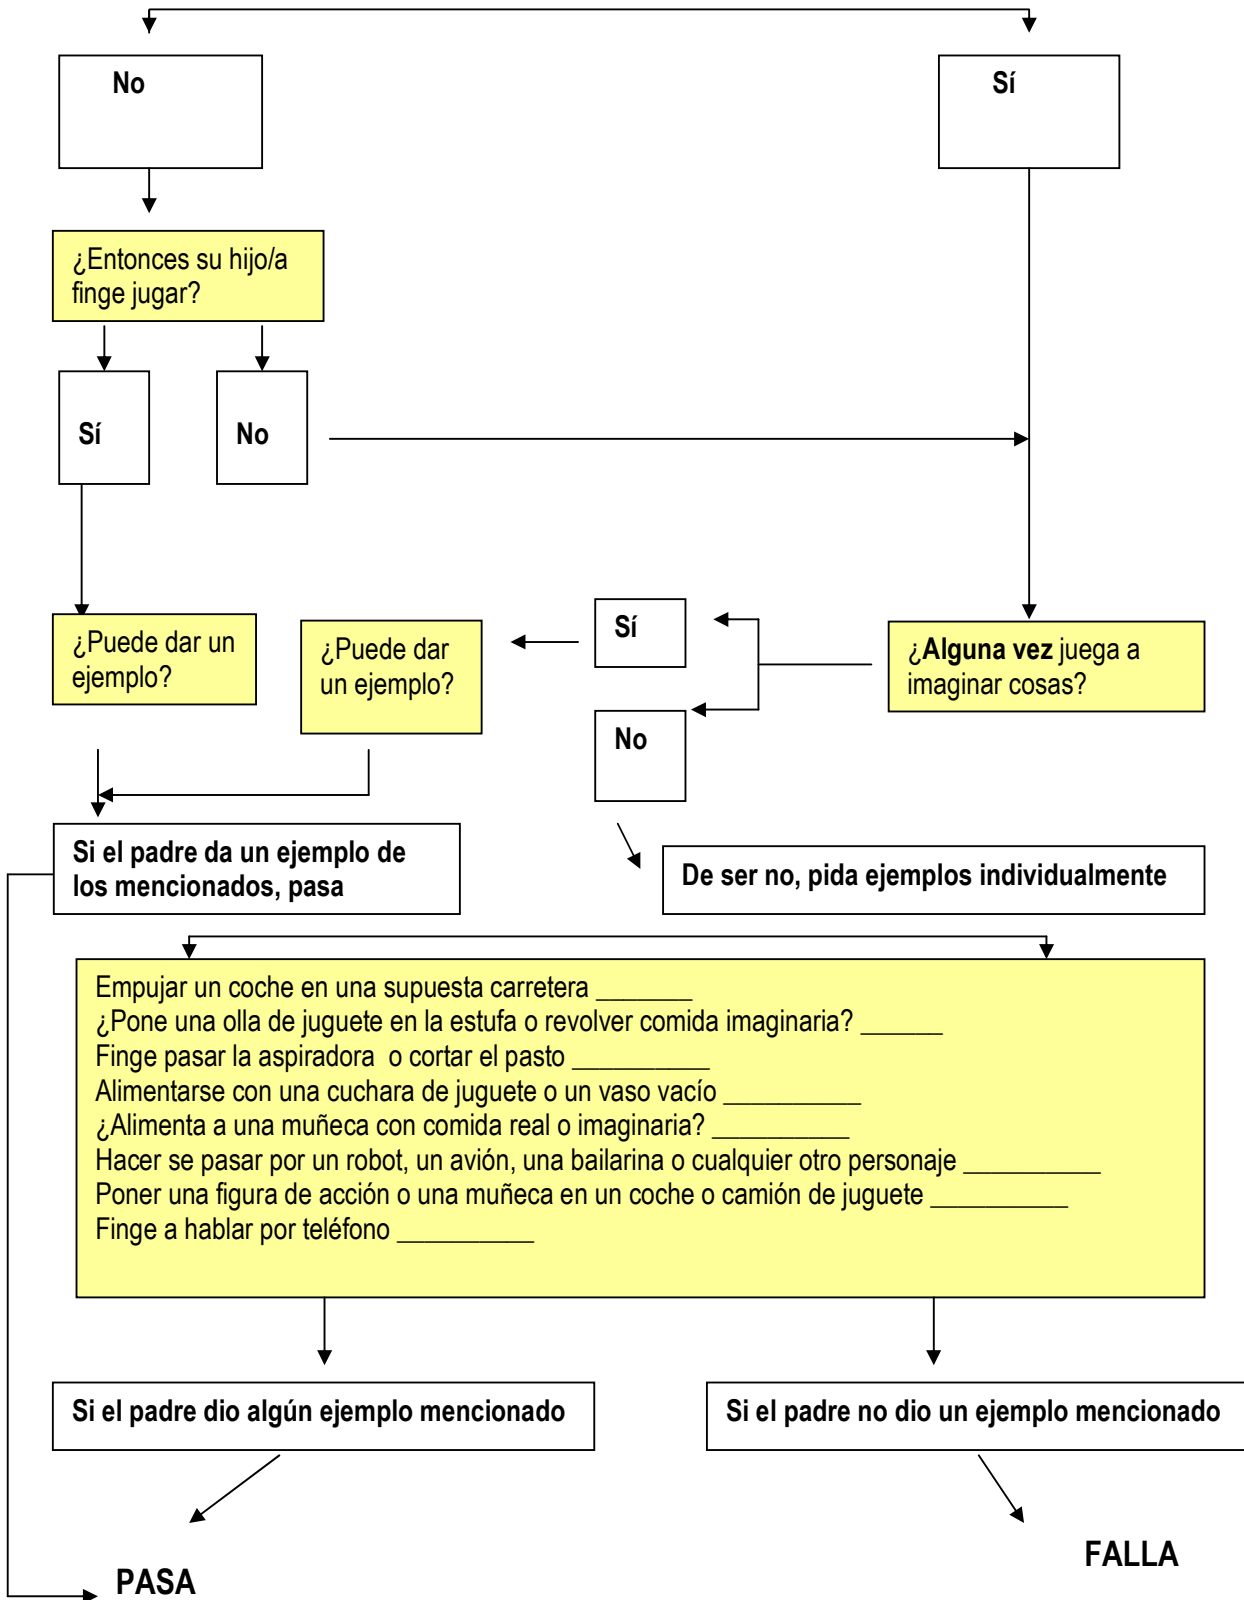 No
Sí
¿Entonces su hijo/a
finge jugar?
Sí
No
¿Puede dar un
ejemplo?
¿Puede dar
un ejemplo?
Sí
No
¿Alguna vez juega a
imaginar cosas?
Si el padre da un ejemplo de
los mencionados, pasa
De ser no, pida ejemplos individualmente
Empujar un coche en una supuesta carretera _______
¿Pone una olla de juguete en la estufa o revolver comida imaginaria? ______
Finge pasar la aspiradora o cortar el pasto __________
Alimentarse con una cuchara de juguete o un vaso vacío __________
¿Alimenta a una muñeca con comida real o imaginaria? __________
Hacer se pasar por un robot, un avión, una bailarina o cualquier otro personaje __________
Poner una figura de acción o una muñeca en un coche o camión de juguete __________
Finge a hablar por teléfono __________
Si el padre dio algún ejemplo mencionado
Si el padre no dio un ejemplo mencionado
PASA
FALLA